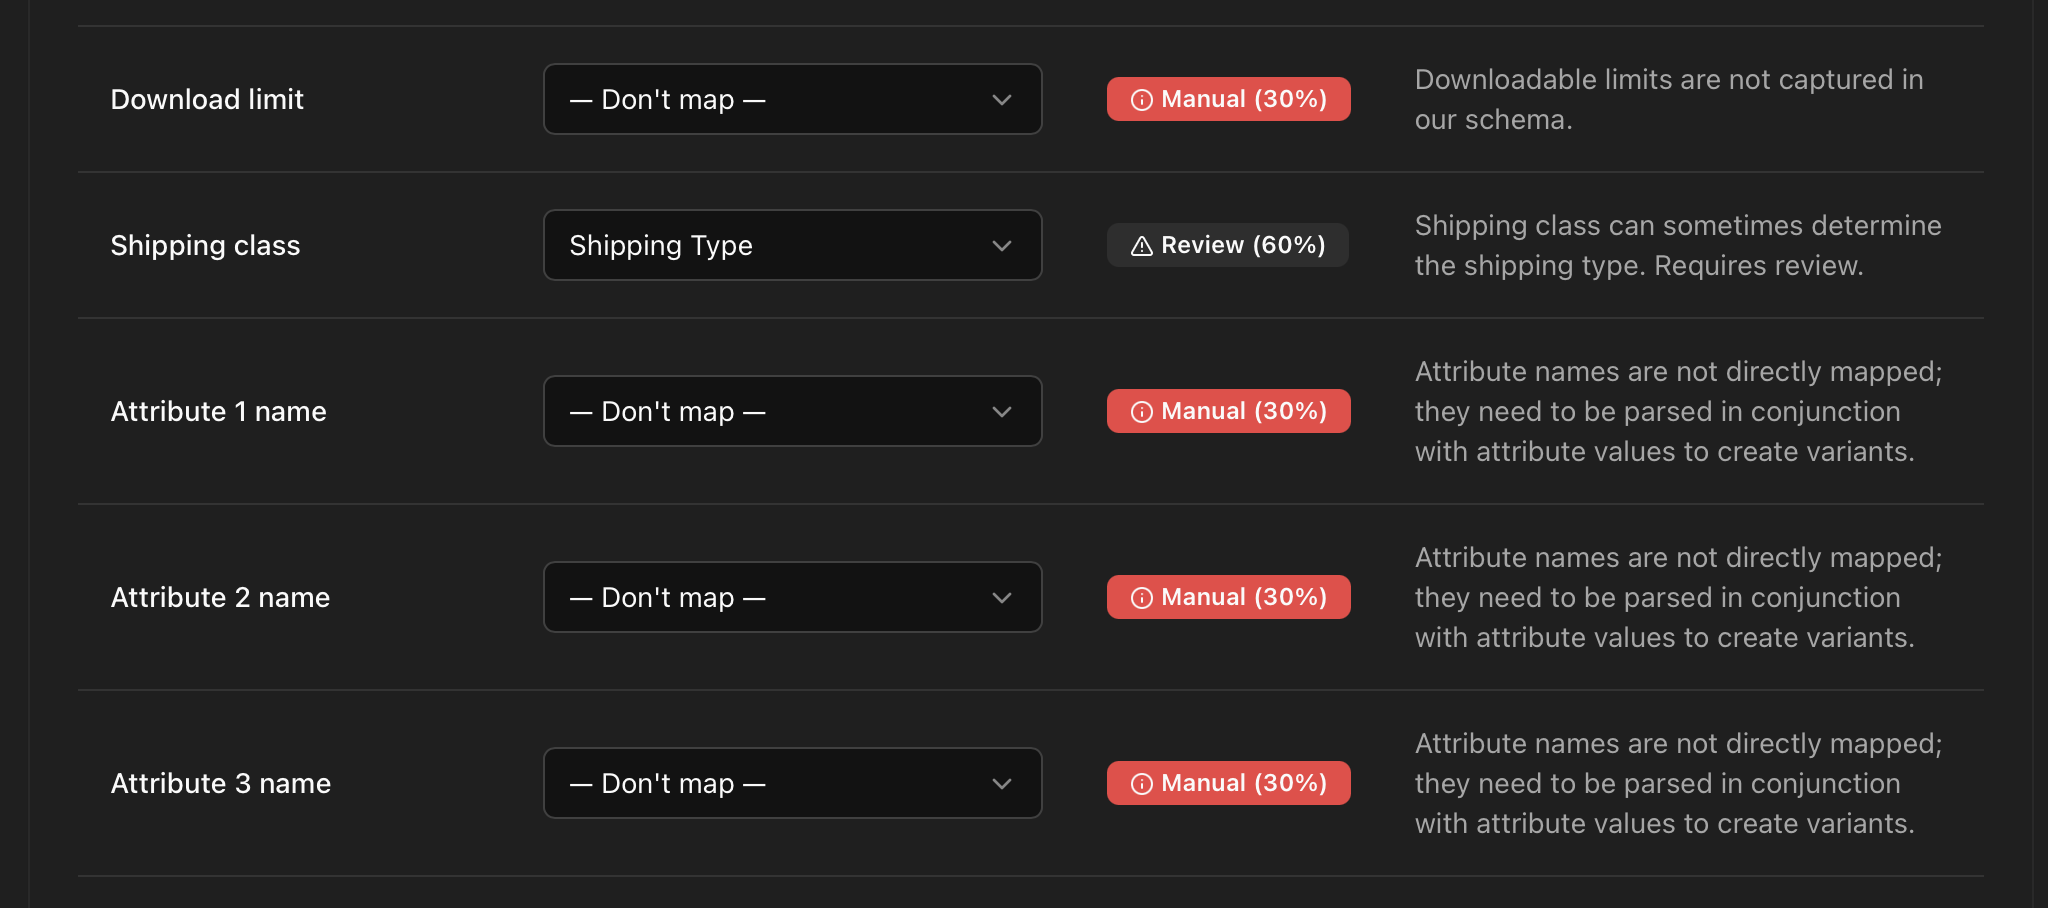 Download limit
— Don't map —
Manual (30%)
Downloadable limits are not captured in
our schema.
Shipping class
Shipping Type
Review (60%)
Shipping class can sometimes determine
the shipping type. Requires review.
Attribute 1 name
— Don't map —
Manual (30%)
Attribute names are not directly mapped;
they need to be parsed in conjunction
with attribute values to create variants.
Attribute 2 name
— Don't map —
Manual (30%)
Attribute names are not directly mapped;
they need to be parsed in conjunction
with attribute values to create variants.
Attribute 3 name
— Don't map —
Manual (30%)
Attribute names are not directly mapped;
they need to be parsed in conjunction
with attribute values to create variants.